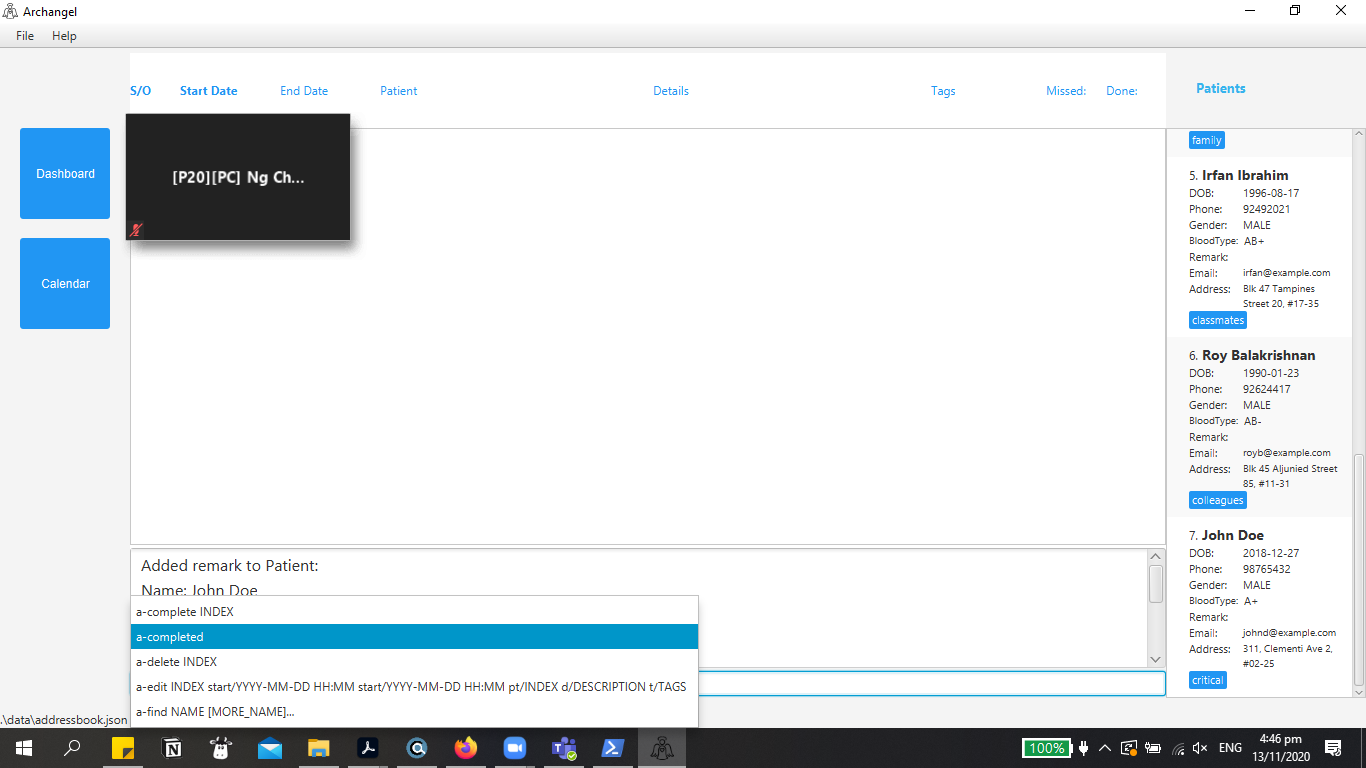 Archangel
File Help
S/O Start Date End Date Patient Details Tags Missed: Done:
Patients
Dashboard
Calendar
[P20][PC] Ng Ch...
family
5. Irfan Ibrahim
DOB: 1996-08-17
Phone: 92492021
Gender: MALE
BloodType: AB+
Remark:
Email: irfan@example.com
Address: Blk 47 Tampines
Street 20, #17-35
classmates
6. Roy Balakrishnan
DOB: 1990-01-23
Phone: 92624417
Gender: MALE
BloodType: AB-
Remark:
Email: royb@example.com
Address: Blk 45 Aljunied Street
85, #11-31
colleagues
7. John Doe
DOB: 2018-12-27
Phone: 98765432
Gender: MALE
BloodType: A+
Remark:
Email: johnd@example.com
Address: 311, Clementi Ave 2,
#02-25
critical
Added remark to Patient:
Name: John Doe
a-complete INDEX
a-completed
a-delete INDEX
a-edit INDEX start/YYYY-MM-DD HH:MM start/YYYY-MM-DD HH:MM pt/INDEX d/DESCRIPTION t/TAGS
a-find NAME [MORE_NAME]...
.\data\addressbook.json
100%
ENG
4:46 pm
13/11/2020